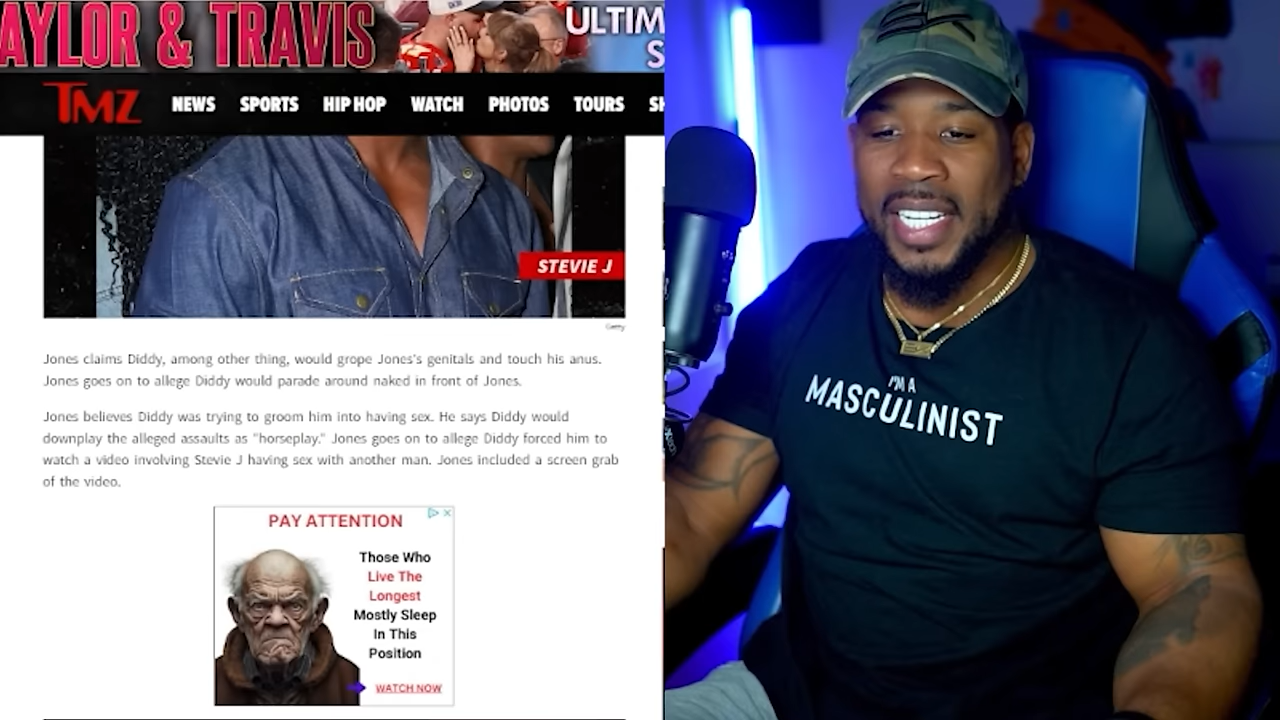 AYLOR & TRAVIS
ULTIM
S
TMZ NEWS SPORTS HIP HOP WATCH PHOTOS TOURS SH
STEVIE J
Getty
Jones claims Diddy, among other thing, would grope Jones's genitals and touch his anus.
Jones goes on to allege Diddy would parade around naked in front of Jones.
Jones believes Diddy was trying to groom him into having sex. He says Diddy would
downplay the alleged assaults as "horseplay." Jones goes on to allege Diddy forced him to
watch a video involving Stevie J having sex with another man. Jones included a screen grab
of the video.
PAY ATTENTION
Those Who
Live The
Longest
Mostly Sleep
In This
Position
WATCH NOW
I'M A
MASCULINIST